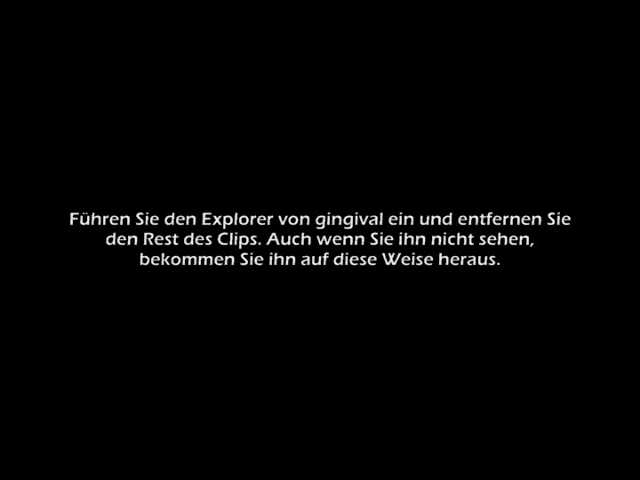 Führen Sie den Explorer von gingival ein und entfernen Sie
den Rest des Clips. Auch wenn Sie ihn nicht sehen,
bekommen Sie ihn auf diese Weise heraus.